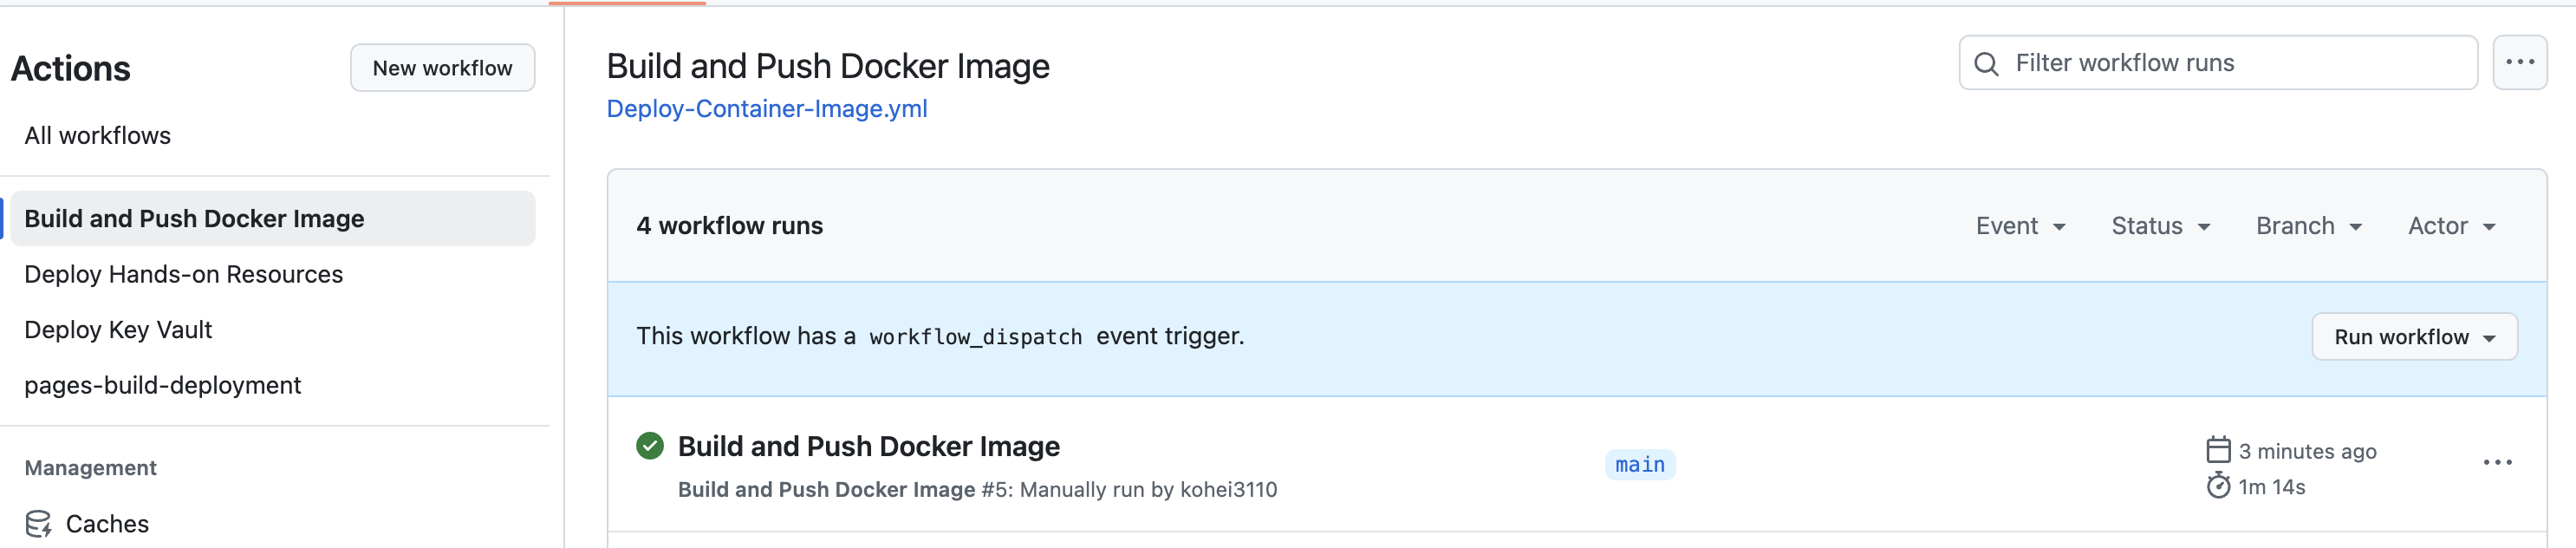 Actions
New workflow
All workflows
Build and Push Docker Image
Deploy Hands-on Resources
Deploy Key Vault
pages-build-deployment
Management
Caches
Build and Push Docker Image
Deploy-Container-Image.yml
Filter workflow runs
4 workflow runs
Event
Status
Branch
Actor
This workflow has a workflow_dispatch event trigger.
Run workflow
Build and Push Docker Image
Build and Push Docker Image #5: Manually run by kohei3110
main
3 minutes ago
1m 14s